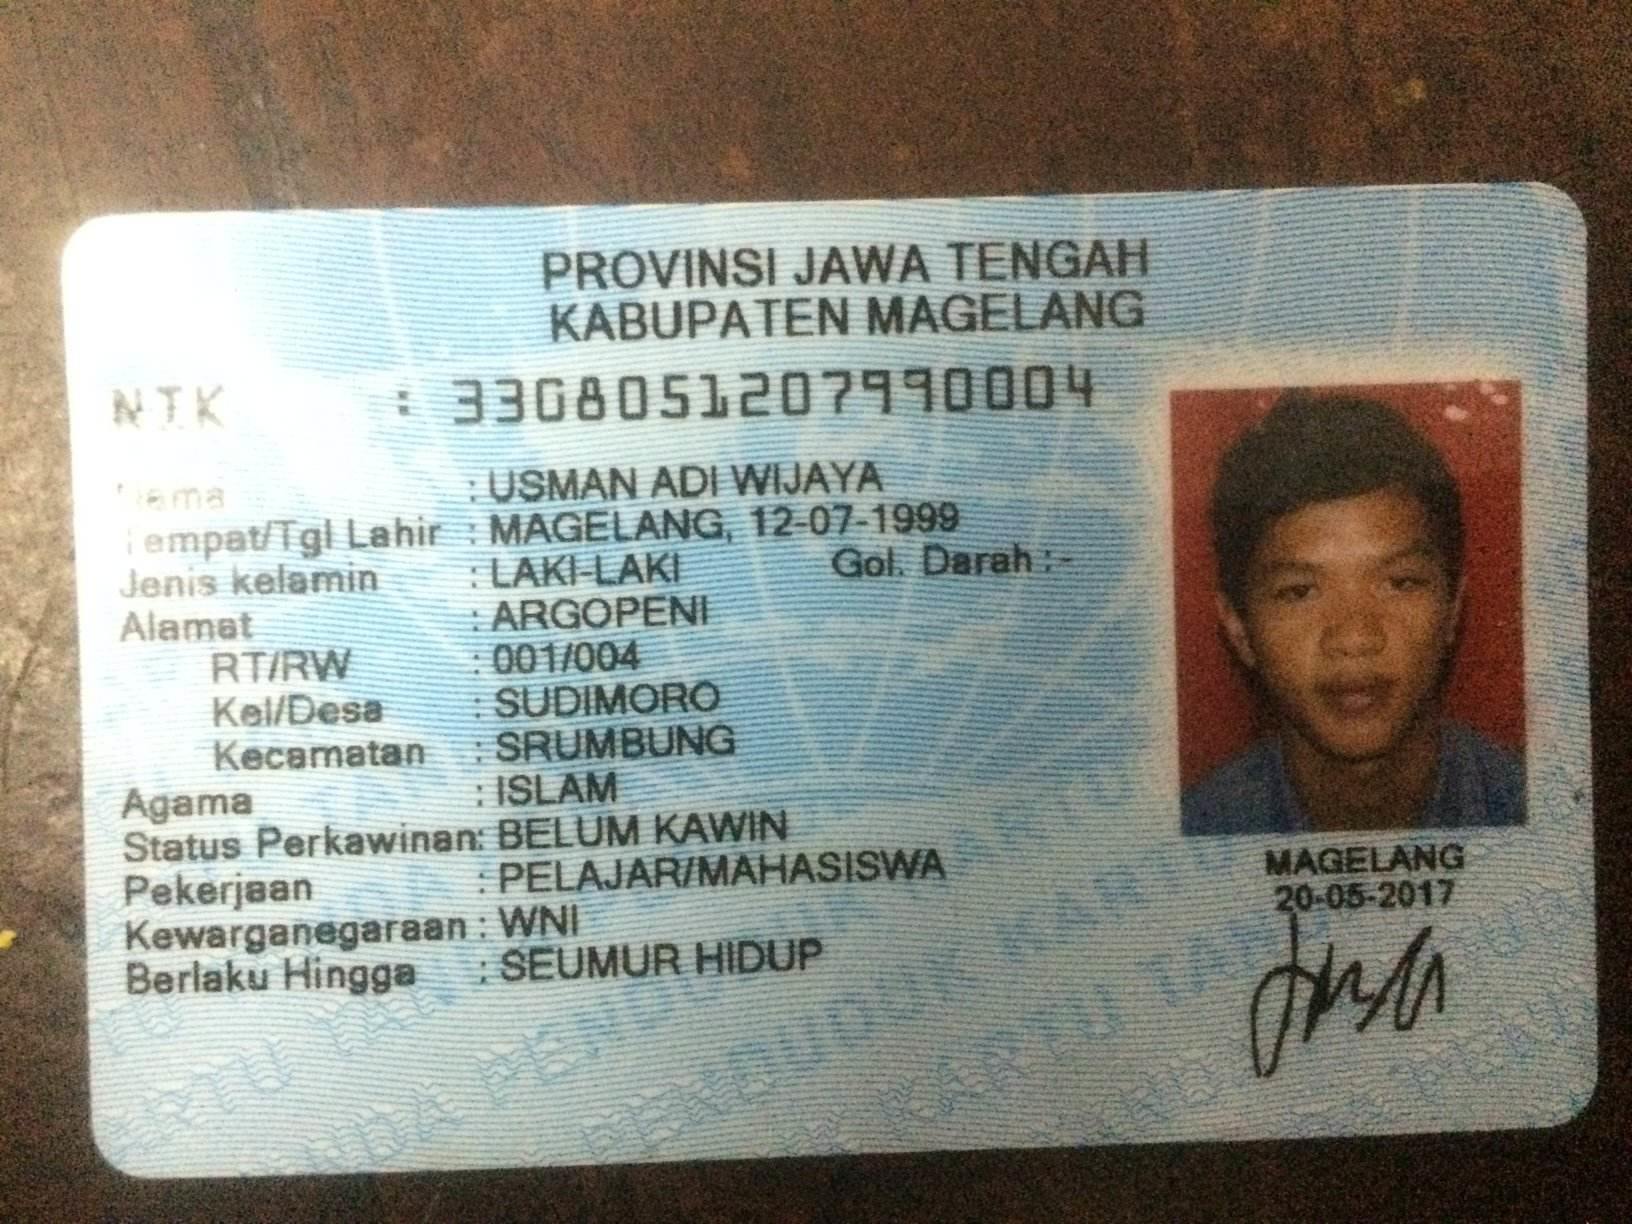 PROVINSI JAWA TENGAH
KABUPATEN MAGELANG
NIK : 3308051207990004
Nama : USMAN ADI WIJAYA
Tempat/Tgl Lahir : MAGELANG, 12-07-1999
Jenis kelamin : LAKI-LAKI Gol. Darah :-
Alamat : ARGOPENI
RT/RW : 001/004
Kel/Desa : SUDIMORO
Kecamatan : SRUMBUNG
Agama : ISLAM
Status Perkawinan: BELUM KAWIN
Pekerjaan : PELAJAR/MAHASISWA
Kewarganegaraan : WNI
Berlaku Hingga : SEUMUR HIDUP
MAGELANG
20-05-2017